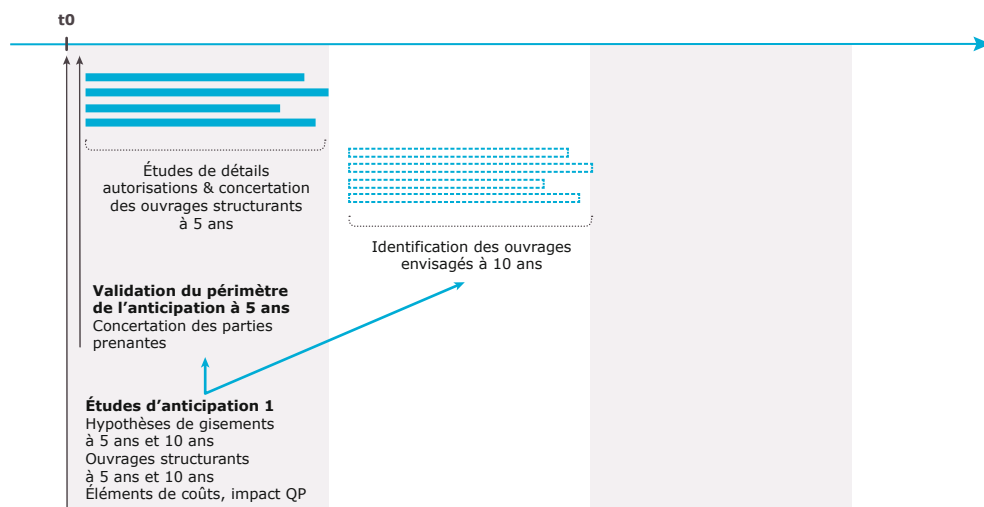 t0
Études de détails
autorisations & concertation
des ouvrages structurants
à 5 ans
Identification des ouvrages
envisagés à 10 ans
Validation du périmètre
de l’anticipation à 5 ans
Concertation des parties
prenantes
Études d’anticipation 1
Hypothèses de gisements
à 5 ans et 10 ans
Ouvrages structurants
à 5 ans et 10 ans
Éléments de coûts, impact QP